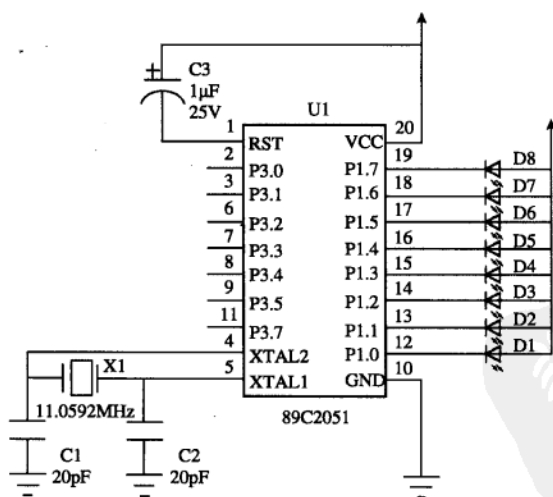 + C3
1μF
25V
U1
1 RST VCC 20
2 P3.0 P1.7 19 D8
3 P3.1 P1.6 18 D7
6 P3.2 P1.5 17 D6
7 P3.3 P1.4 16 D5
8 P3.4 P1.3 15 D4
9 P3.5 P1.2 14 D3
11 P3.7 P1.1 13 D2
4 XTAL2 P1.0 12 D1
X1 5 XTAL1 GND 10
11.0592MHz
89C2051
C1 C2
20pF 20pF